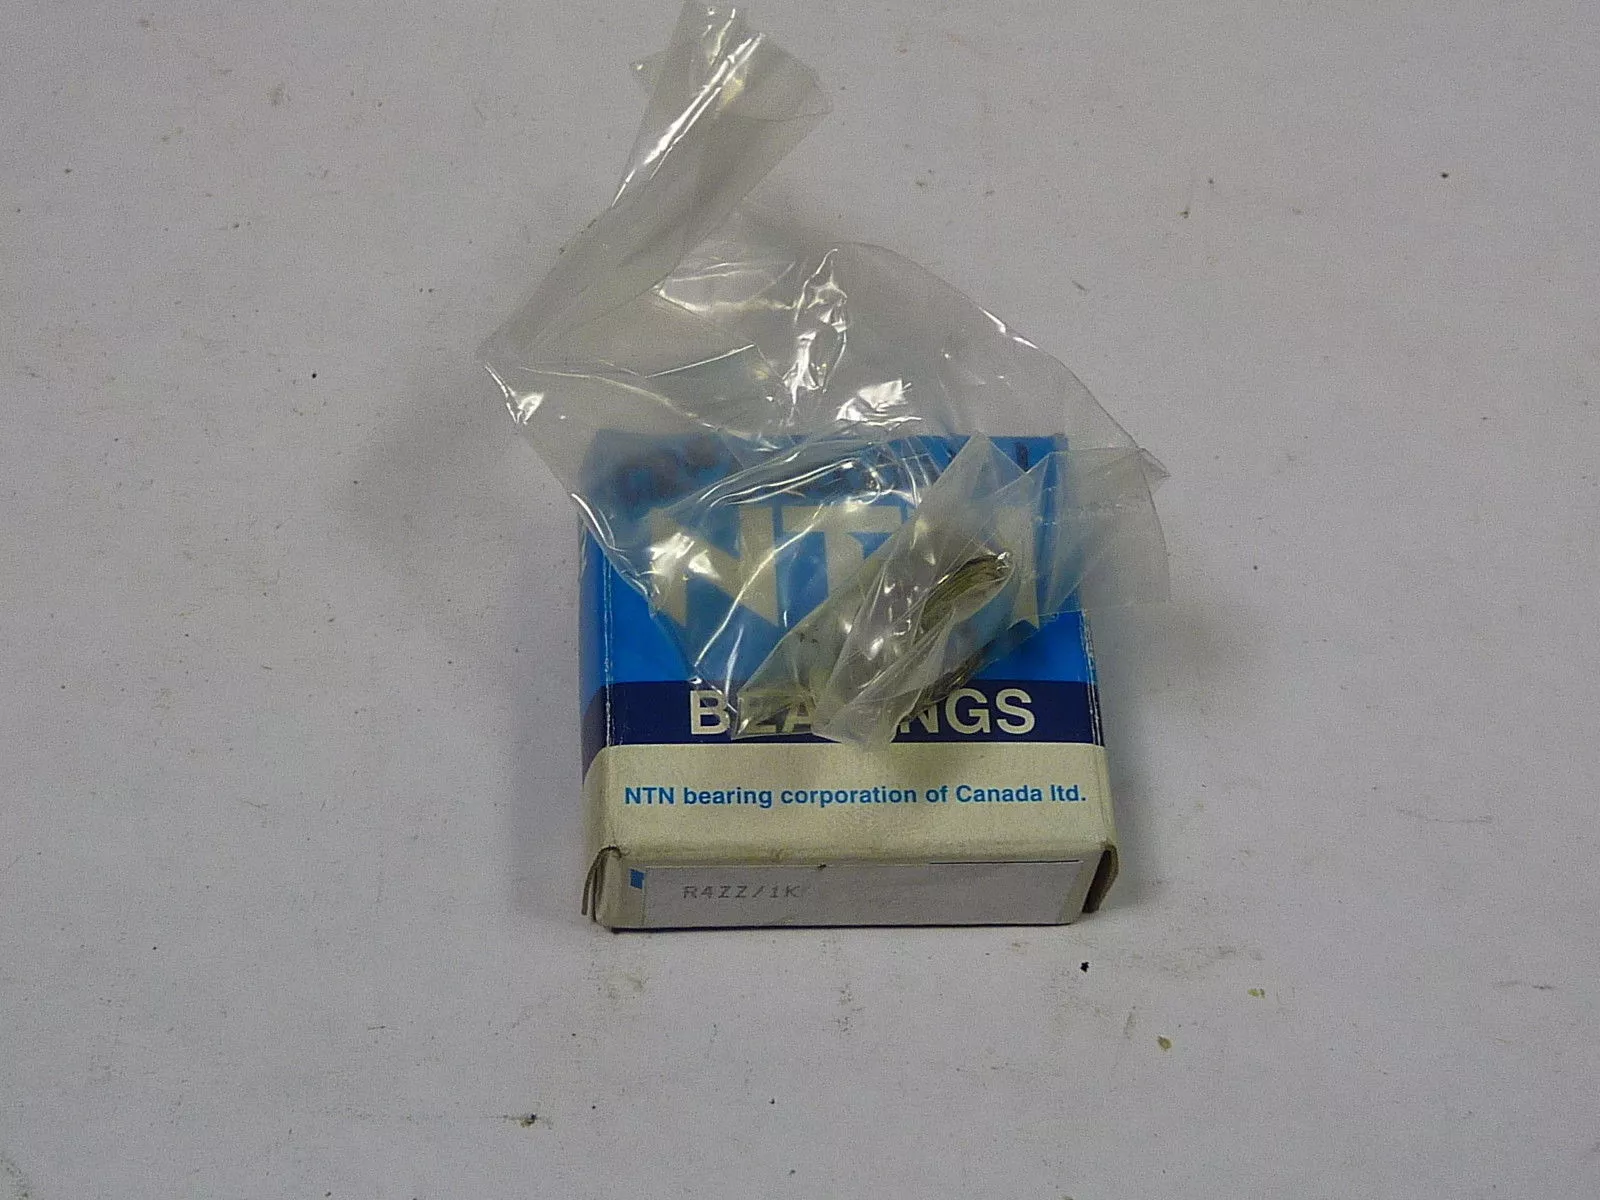 NTN
BEARINGS
NTN bearing corporation of Canada ltd.
R4ZZ/1K